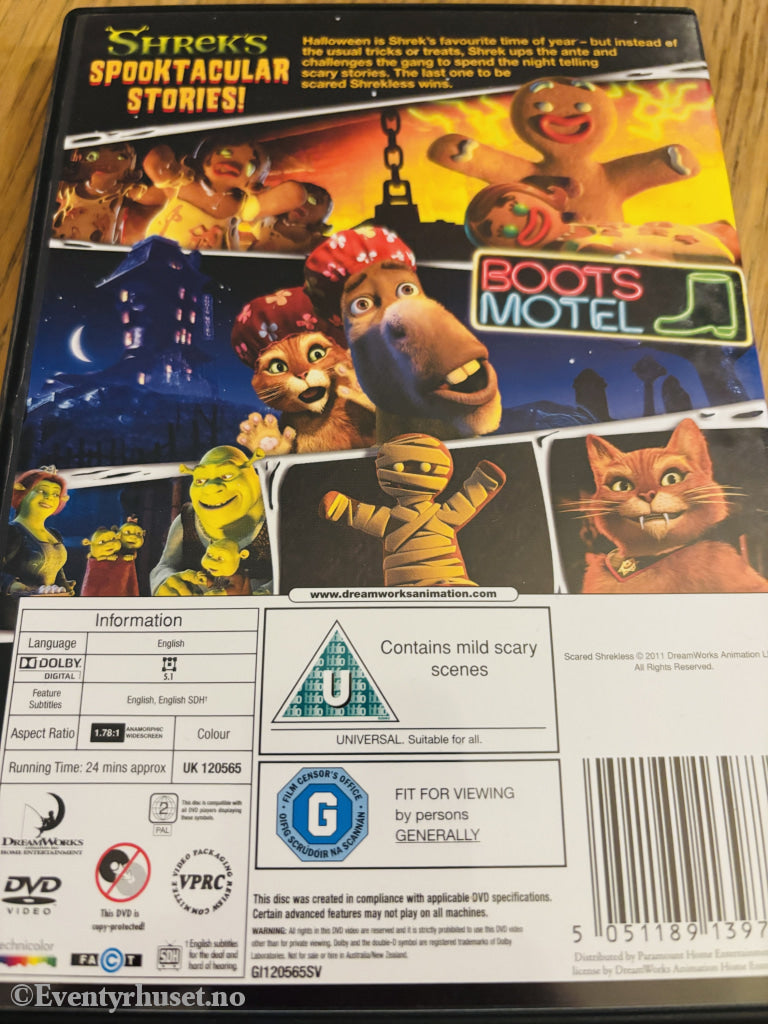 SHREK'S
SPOOKTACULAR
STORIES!
Halloween is Shrek's favourite time of year – but instead of
the usual tricks or treats, Shrek ups the ante and
challenges the gang to spend the night telling
scary stories. The last one to be
scared Shrekless wins.
BOOTS
MOTEL
www.dreamworksanimation.com
Information
Language English
DOLBY
DIGITAL
5.1
Feature
Subtitles
English, English SDH†
Aspect Ratio 1.78:1 ANAMORPHIC
WIDESCREEN
Colour
Running Time: 24 mins approx UK 120565
U
Contains mild scary
scenes
UNIVERSAL. Suitable for all.
FILM CENSOR'S OFFICE
G
OIFIG SCRÚDÓIR NA SCANNÁN
FIT FOR VIEWING
by persons
GENERALLY
Scared Shrekless © 2011 DreamWorks Animation L
All Rights Reserved.
DREAMWORKS
HOME ENTERTAINMENT
2
PAL
This disc is compatible with
all DVD players displaying
these symbols.
DVD
VIDEO
This DVD is
copy-protected!
VIDEO PACKAGING REVIEW COMMITTEE
VPRC
echnicolor
FACT
SDH
† English subtitles
for the deaf and
hard of hearing.
This disc was created in compliance with applicable DVD specifications.
Certain advanced features may not play on all machines.
WARNING: All rights in this DVD video are reserved and it is strictly prohibited to use this DVD video
other than for private viewing. Dolby and the double-D symbol are registered trademarks of Dolby
Laboratories. Not for sale or hire in Australia/New Zealand.
GI120565SV
5 051189 1397
Distributed by Paramount Home Entertainme
license by DreamWorks Animation Home En
©Eventyrhuset.no